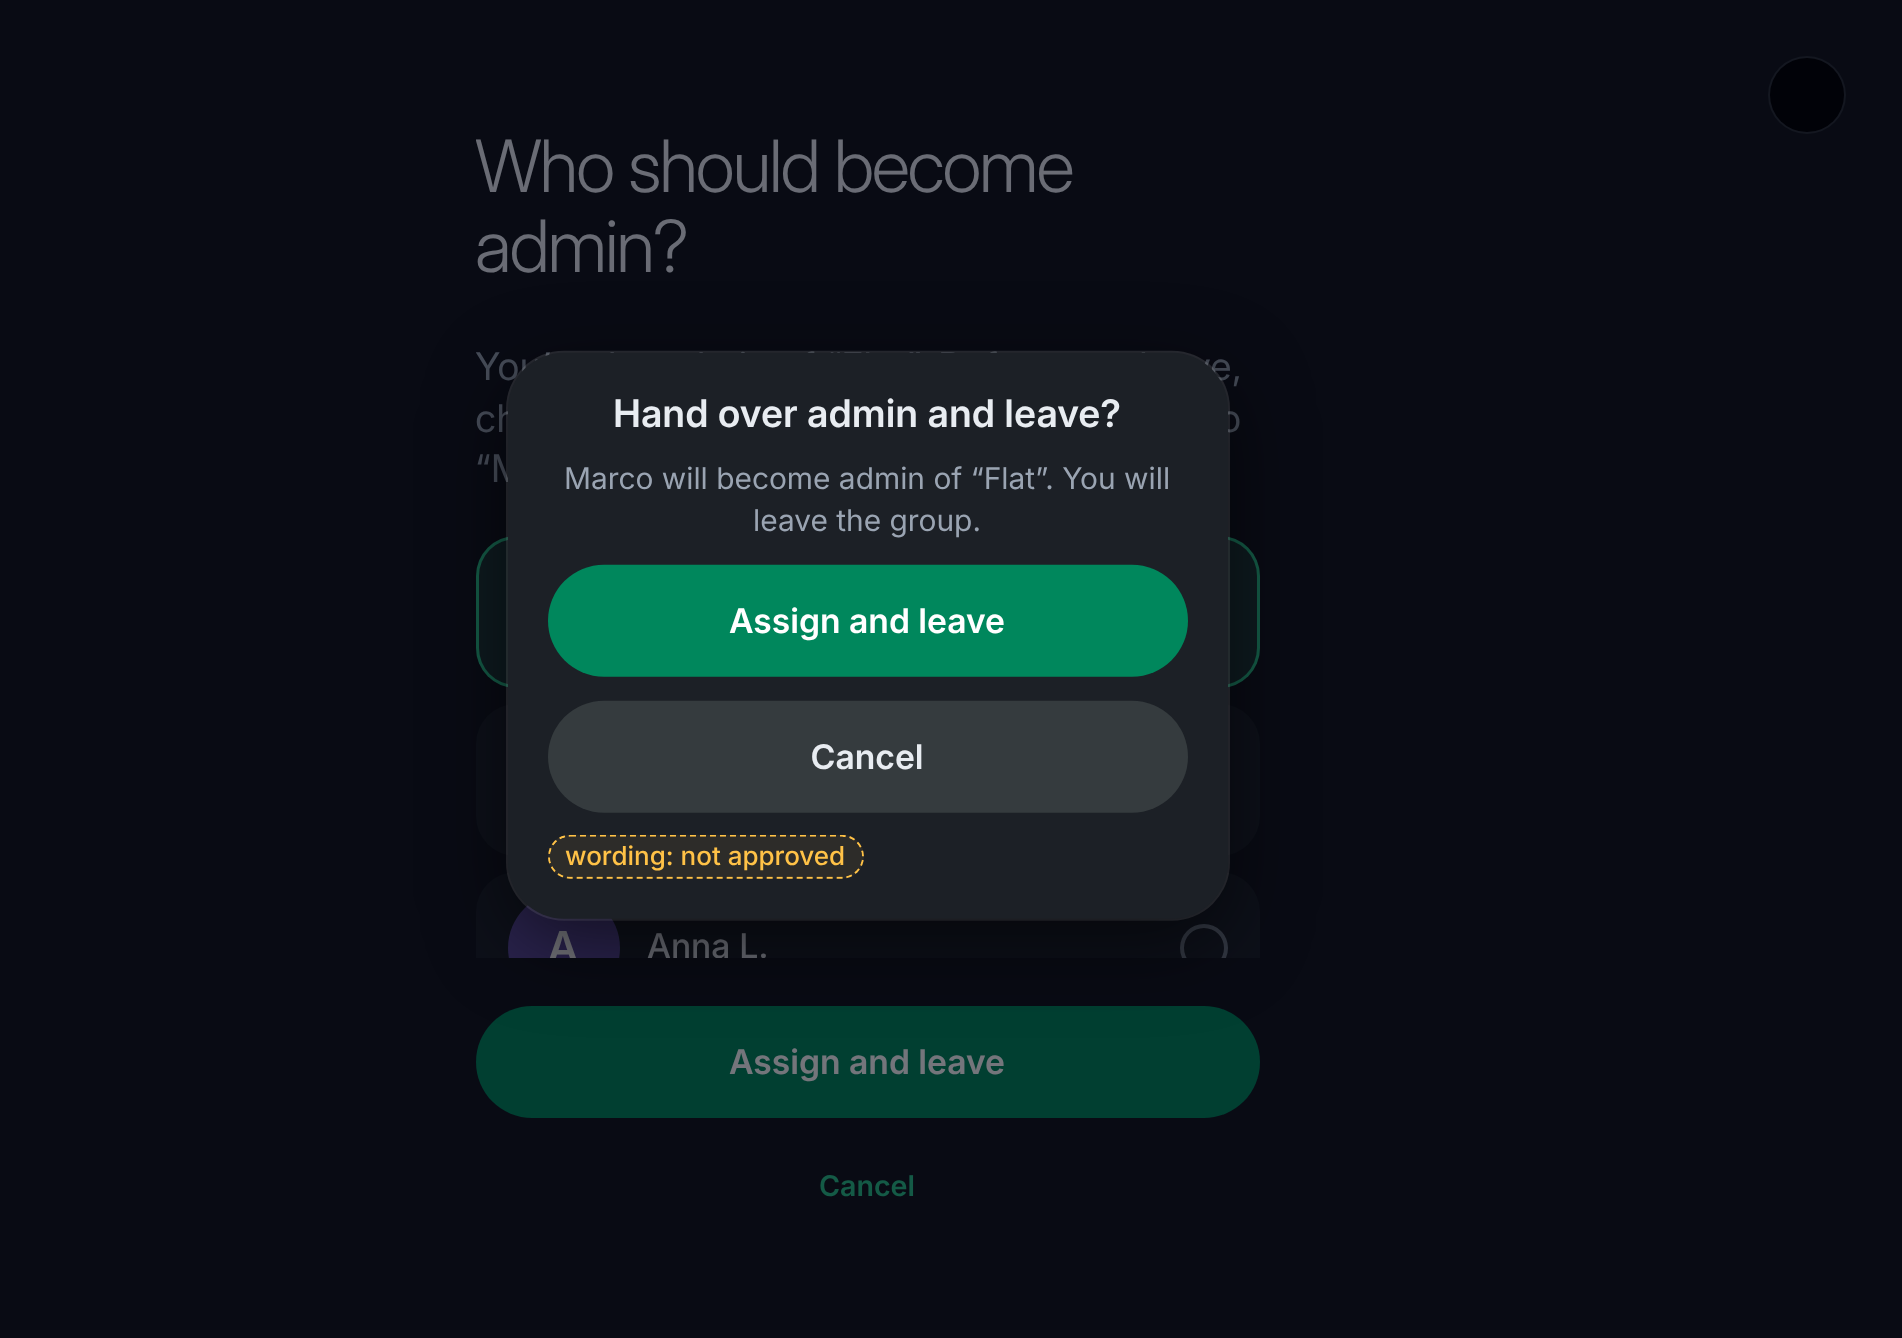 Who should become
admin?
Hand over admin and leave?
Marco will become admin of “Flat”. You will
leave the group.
Assign and leave
Cancel
wording: not approved
A
Anna L.
Assign and leave
Cancel